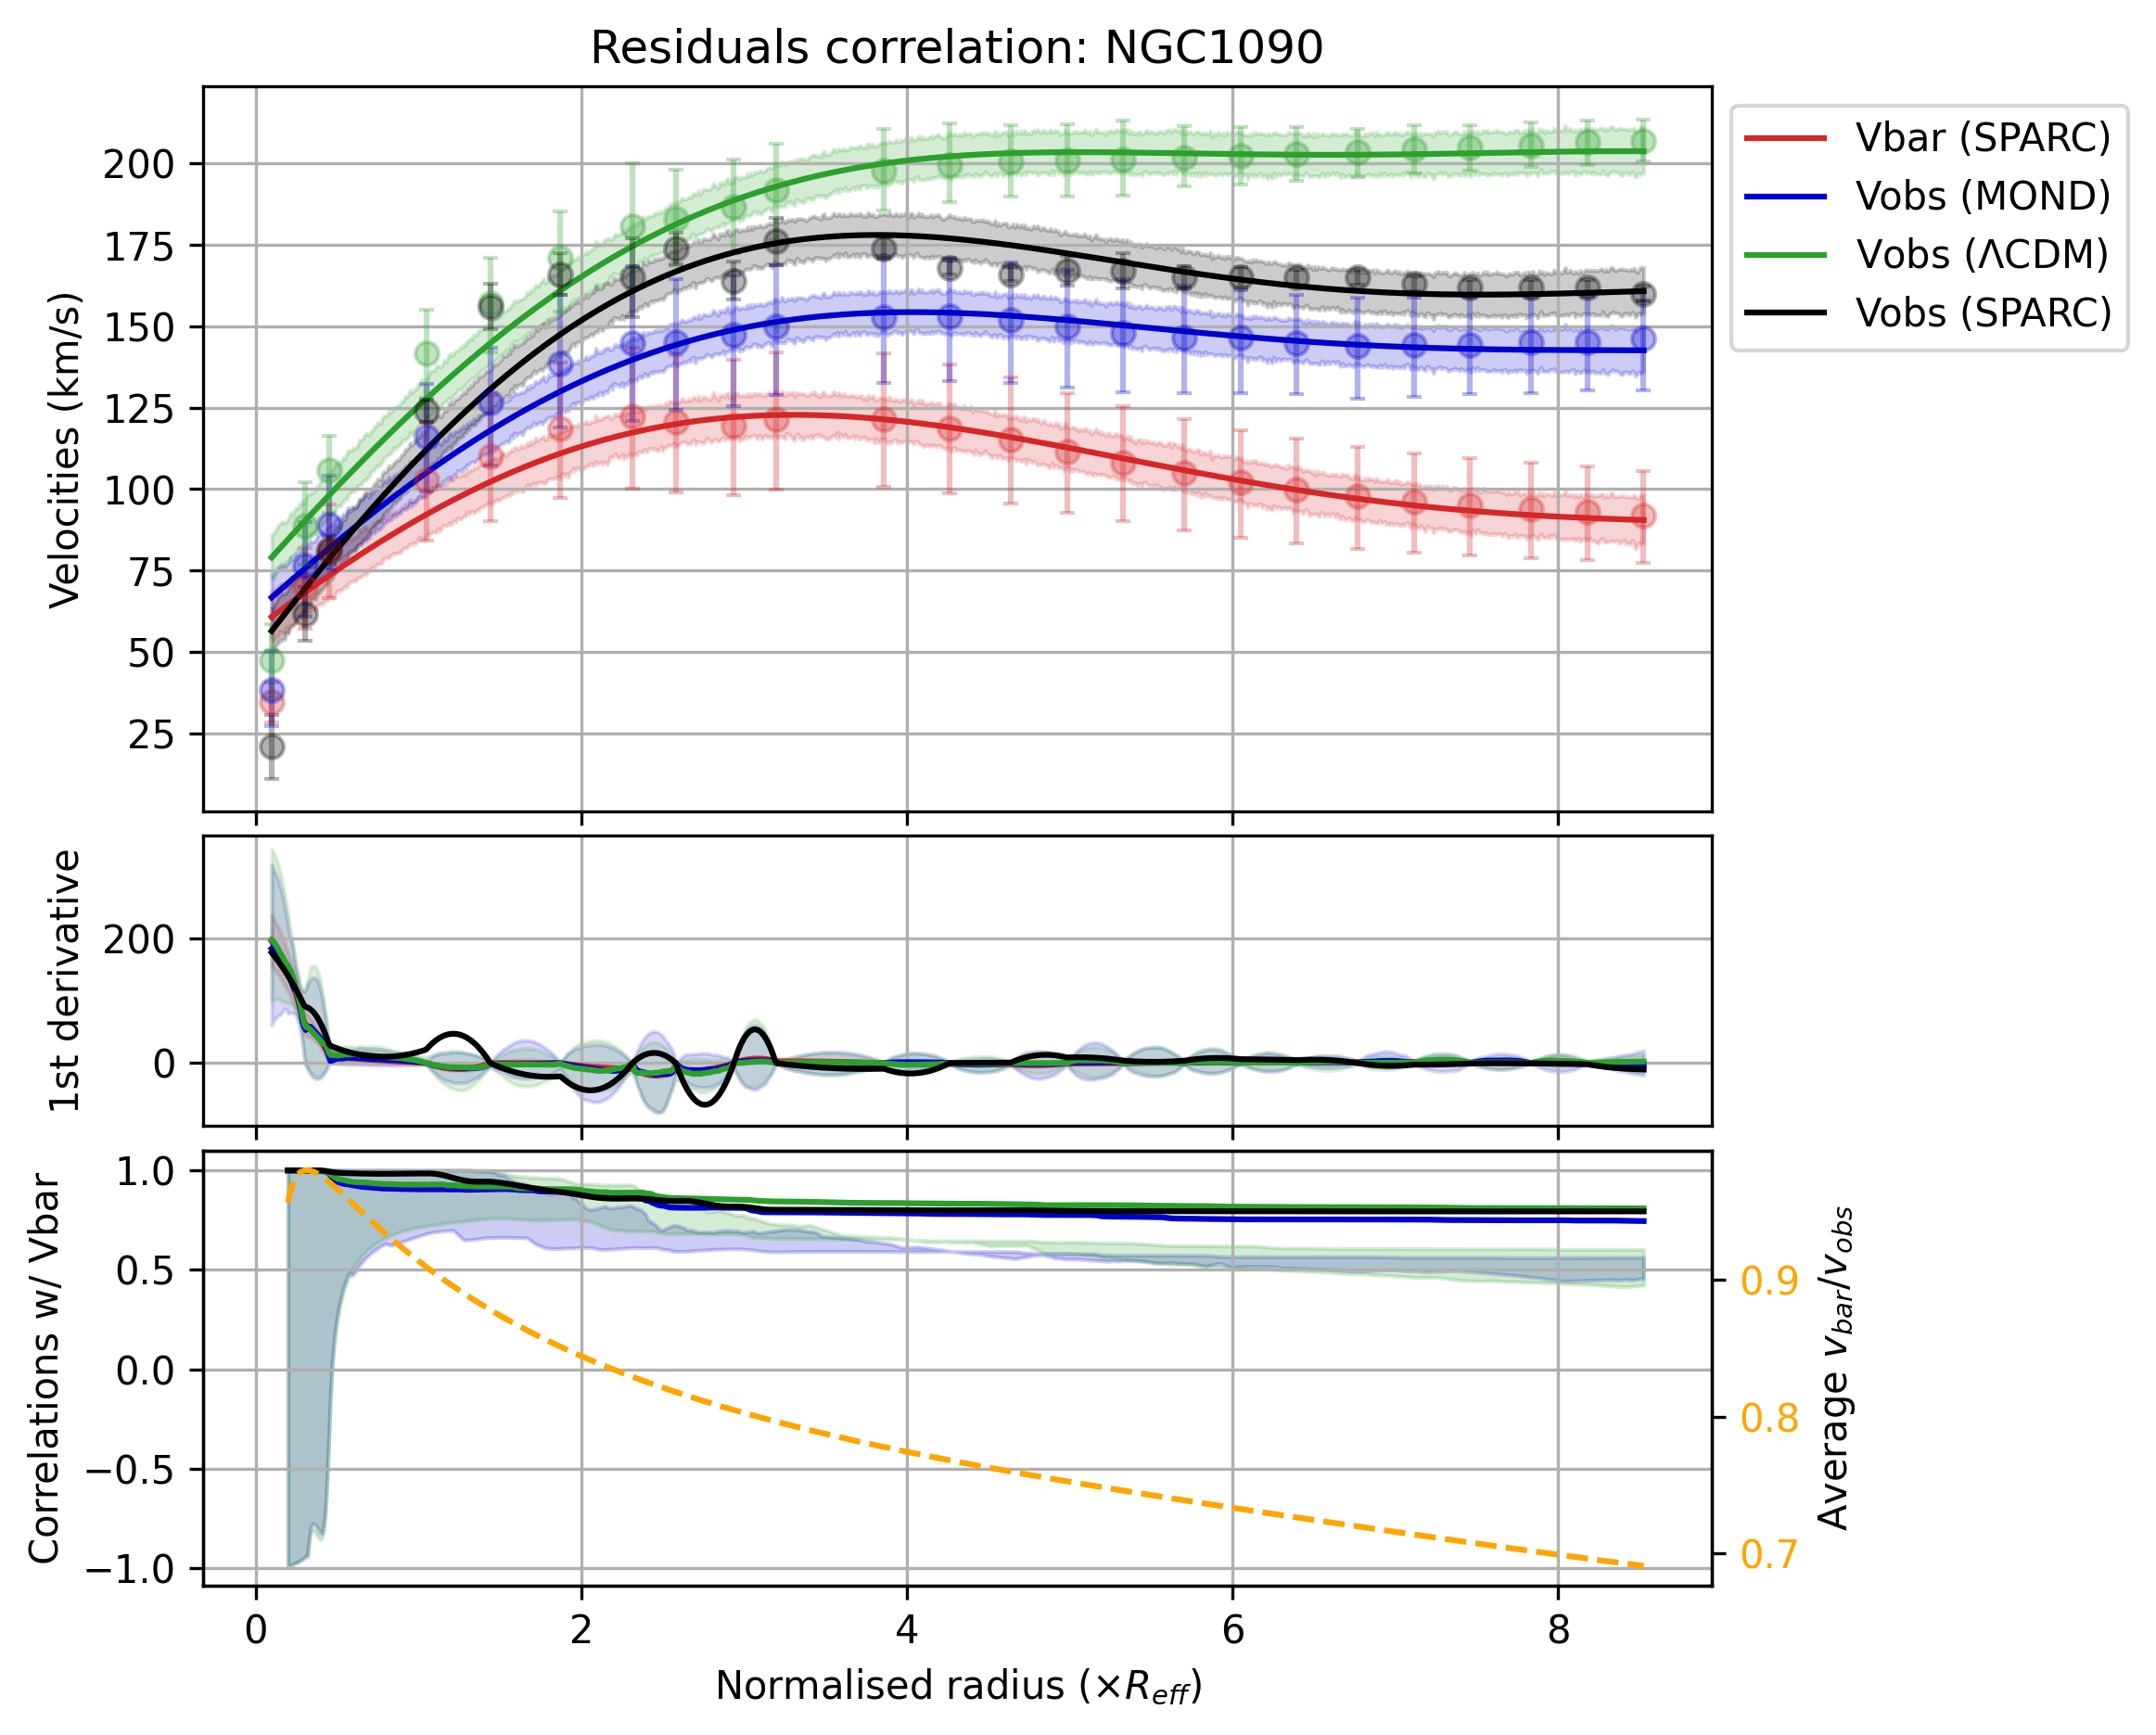 Residuals correlation: NGC1090
Velocities (km/s)
200
175
150
125
100
75
50
25
Vbar (SPARC)
Vobs (MOND)
Vobs (ΛCDM)
Vobs (SPARC)
1st derivative
200
0
Correlations w/ Vbar
1.0
0.5
0.0
−0.5
−1.0
0.9
0.8
0.7
Average v_bar/v_obs
0 2 4 6 8
Normalised radius (×R_eff)